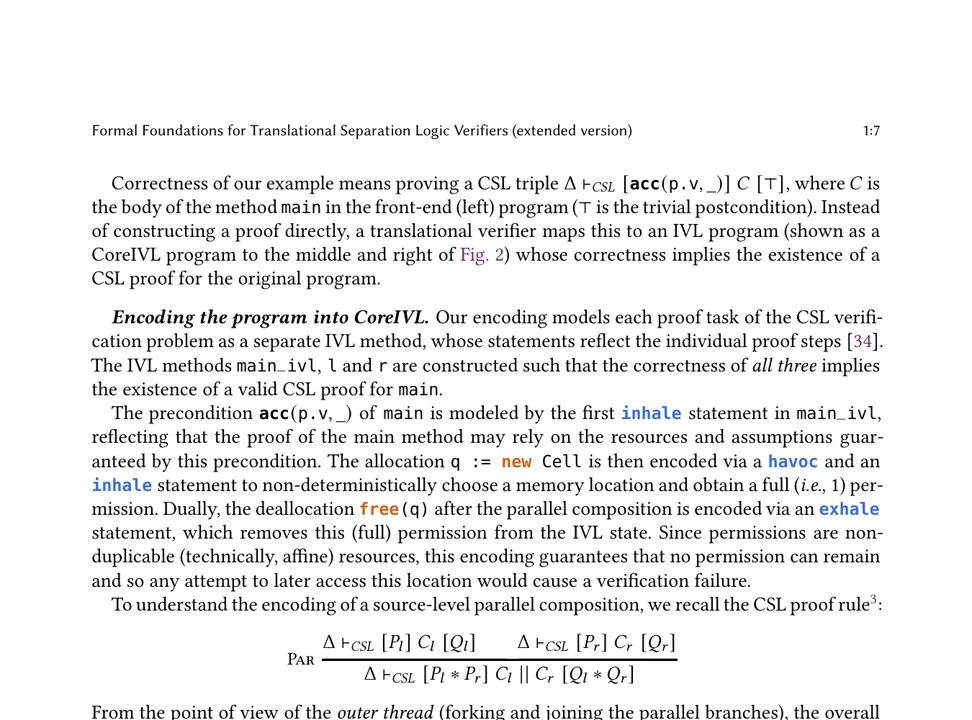 Formal Foundations for Translational Separation Logic Verifiers (extended version) 1:7
Correctness of our example means proving a CSL triple Δ ⊢CSL [acc(p.v, _)] C [⊤], where C is
the body of the method main in the front-end (left) program (⊤ is the trivial postcondition). Instead
of constructing a proof directly, a translational verifier maps this to an IVL program (shown as a
CoreIVL program to the middle and right of Fig. 2) whose correctness implies the existence of a
CSL proof for the original program.
Encoding the program into CoreIVL. Our encoding models each proof task of the CSL verifi-
cation problem as a separate IVL method, whose statements reflect the individual proof steps [34].
The IVL methods main_ivl, l and r are constructed such that the correctness of all three implies
the existence of a valid CSL proof for main.
The precondition acc(p.v, _) of main is modeled by the first inhale statement in main_ivl,
reflecting that the proof of the main method may rely on the resources and assumptions guar-
anteed by this precondition. The allocation q := new Cell is then encoded via a havoc and an
inhale statement to non-deterministically choose a memory location and obtain a full (i.e., 1) per-
mission. Dually, the deallocation free(q) after the parallel composition is encoded via an exhale
statement, which removes this (full) permission from the IVL state. Since permissions are non-
duplicable (technically, affine) resources, this encoding guarantees that no permission can remain
and so any attempt to later access this location would cause a verification failure.
To understand the encoding of a source-level parallel composition, we recall the CSL proof rule3:
Δ ⊢CSL [Pl] Cl [Ql] Δ ⊢CSL [Pr] Cr [Qr]
Par
Δ ⊢CSL [Pl ∗ Pr] Cl || Cr [Ql ∗ Qr]
From the point of view of the outer thread (forking and joining the parallel branches), the overall